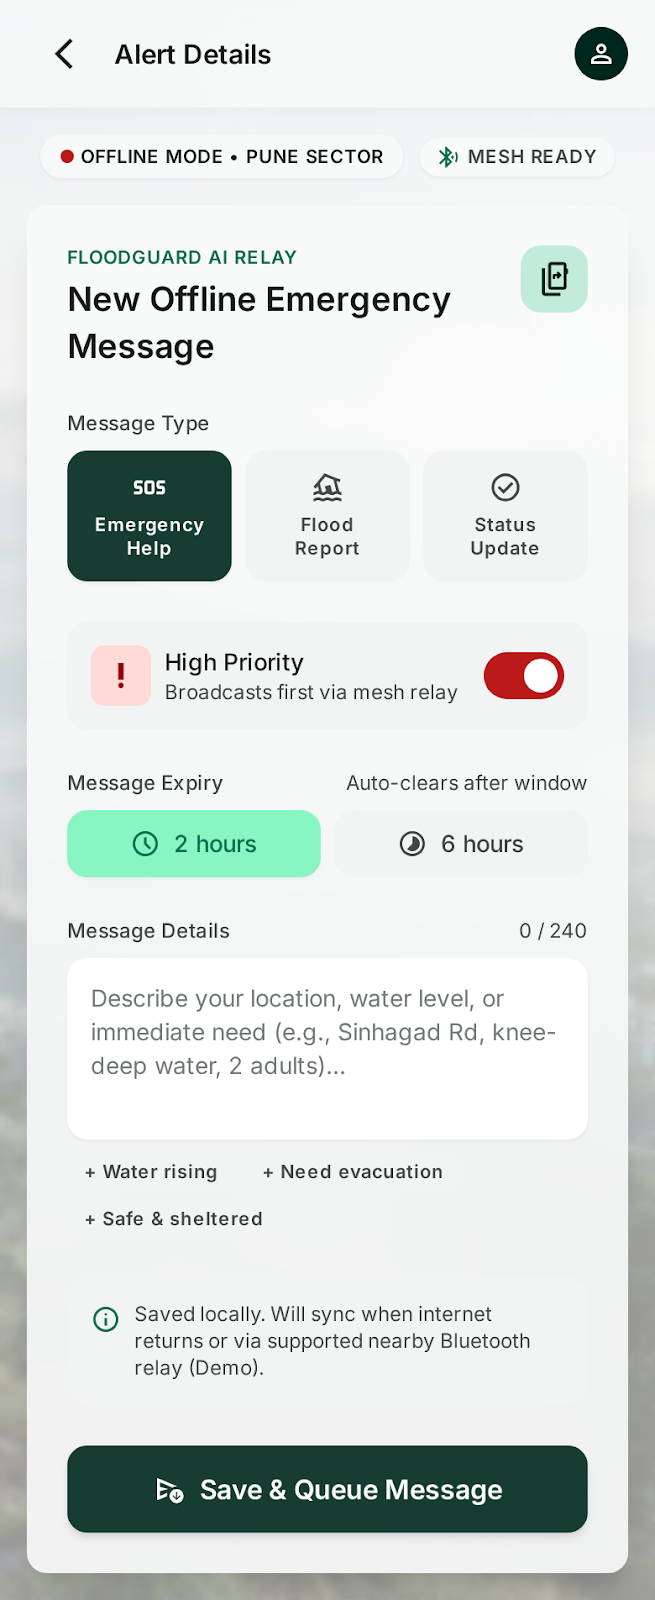 Alert Details
OFFLINE MODE • PUNE SECTOR
MESH READY
FLOODGUARD AI RELAY
New Offline Emergency
Message
Message Type
SOS
Emergency
Help
Flood
Report
Status
Update
!
High Priority
Broadcasts first via mesh relay
Message Expiry
Auto-clears after window
2 hours
6 hours
Message Details
0 / 240
Describe your location, water level, or
immediate need (e.g., Sinhagad Rd, knee-
deep water, 2 adults)...
+ Water rising
+ Need evacuation
+ Safe & sheltered
Saved locally. Will sync when internet
returns or via supported nearby Bluetooth
relay (Demo).
Save & Queue Message